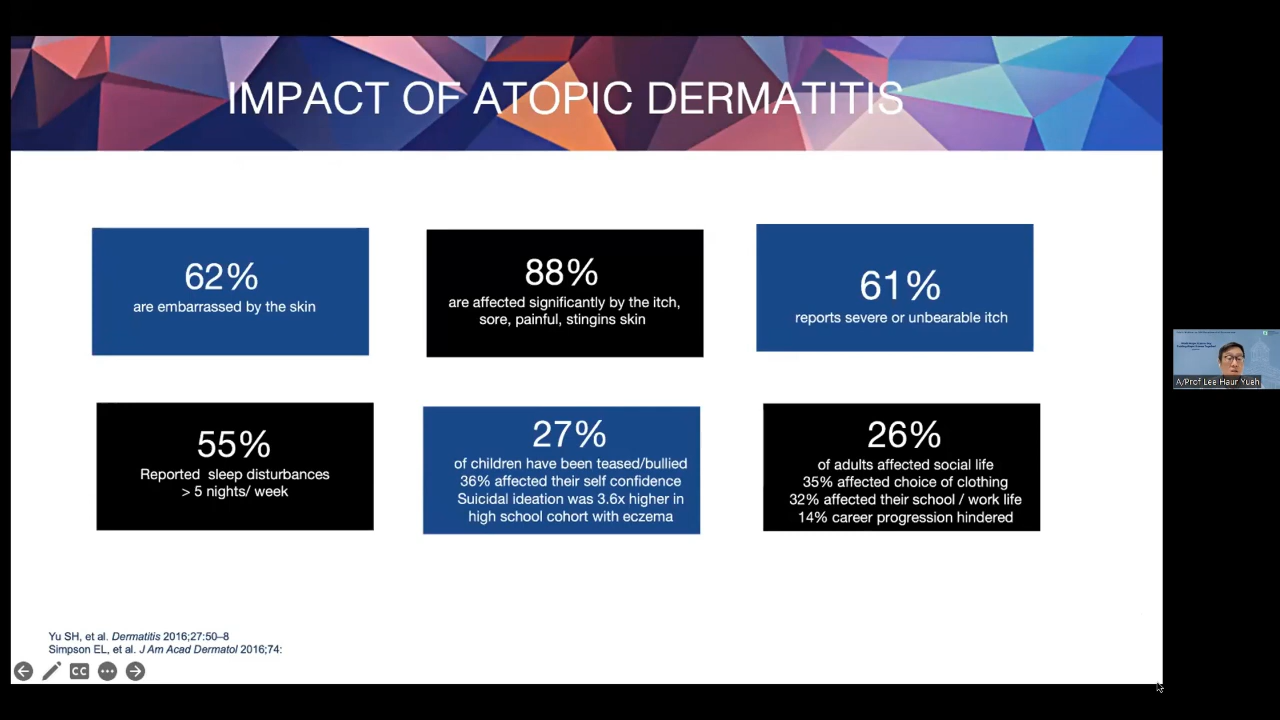 IMPACT OF ATOPIC DERMATITIS
62%
are embarrassed by the skin
88%
are affected significantly by the itch,
sore, painful, stingins skin
61%
reports severe or unbearable itch
55%
Reported sleep disturbances
> 5 nights/ week
27%
of children have been teased/bullied
36% affected their self confidence
Suicidal ideation was 3.6x higher in
high school cohort with eczema
26%
of adults affected social life
35% affected choice of clothing
32% affected their school / work life
14% career progression hindered
Yu SH, et al. Dermatitis 2016;27:50–8
Simpson EL, et al. J Am Acad Dermatol 2016;74:
CC
A/Prof Lee Haur Yueh